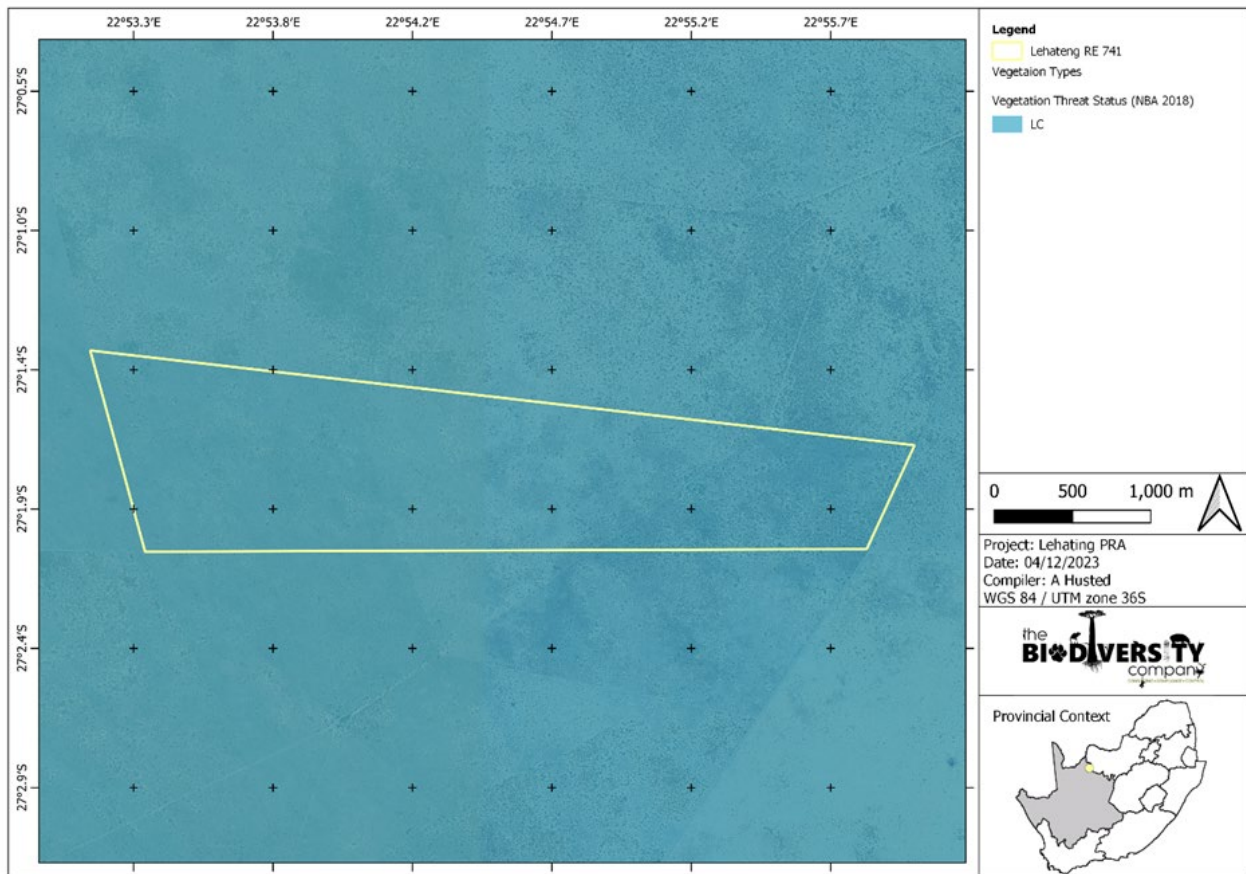 22°53.3'E 22°53.8'E 22°54.2'E 22°54.7'E 22°55.2'E 22°55.7'E
27°0.5'S
27°1.0'S
27°1.4'S
27°1.9'S
27°2.4'S
27°2.9'S
Legend
Lehateng RE 741
Vegetaion Types
Vegetation Threat Status (NBA 2018)
LC
0 500 1,000 m
Project: Lehating PRA
Date: 04/12/2023
Compiler: A Husted
WGS 84 / UTM zone 36S
the
BIODIVERSITY
company
Provincial Context